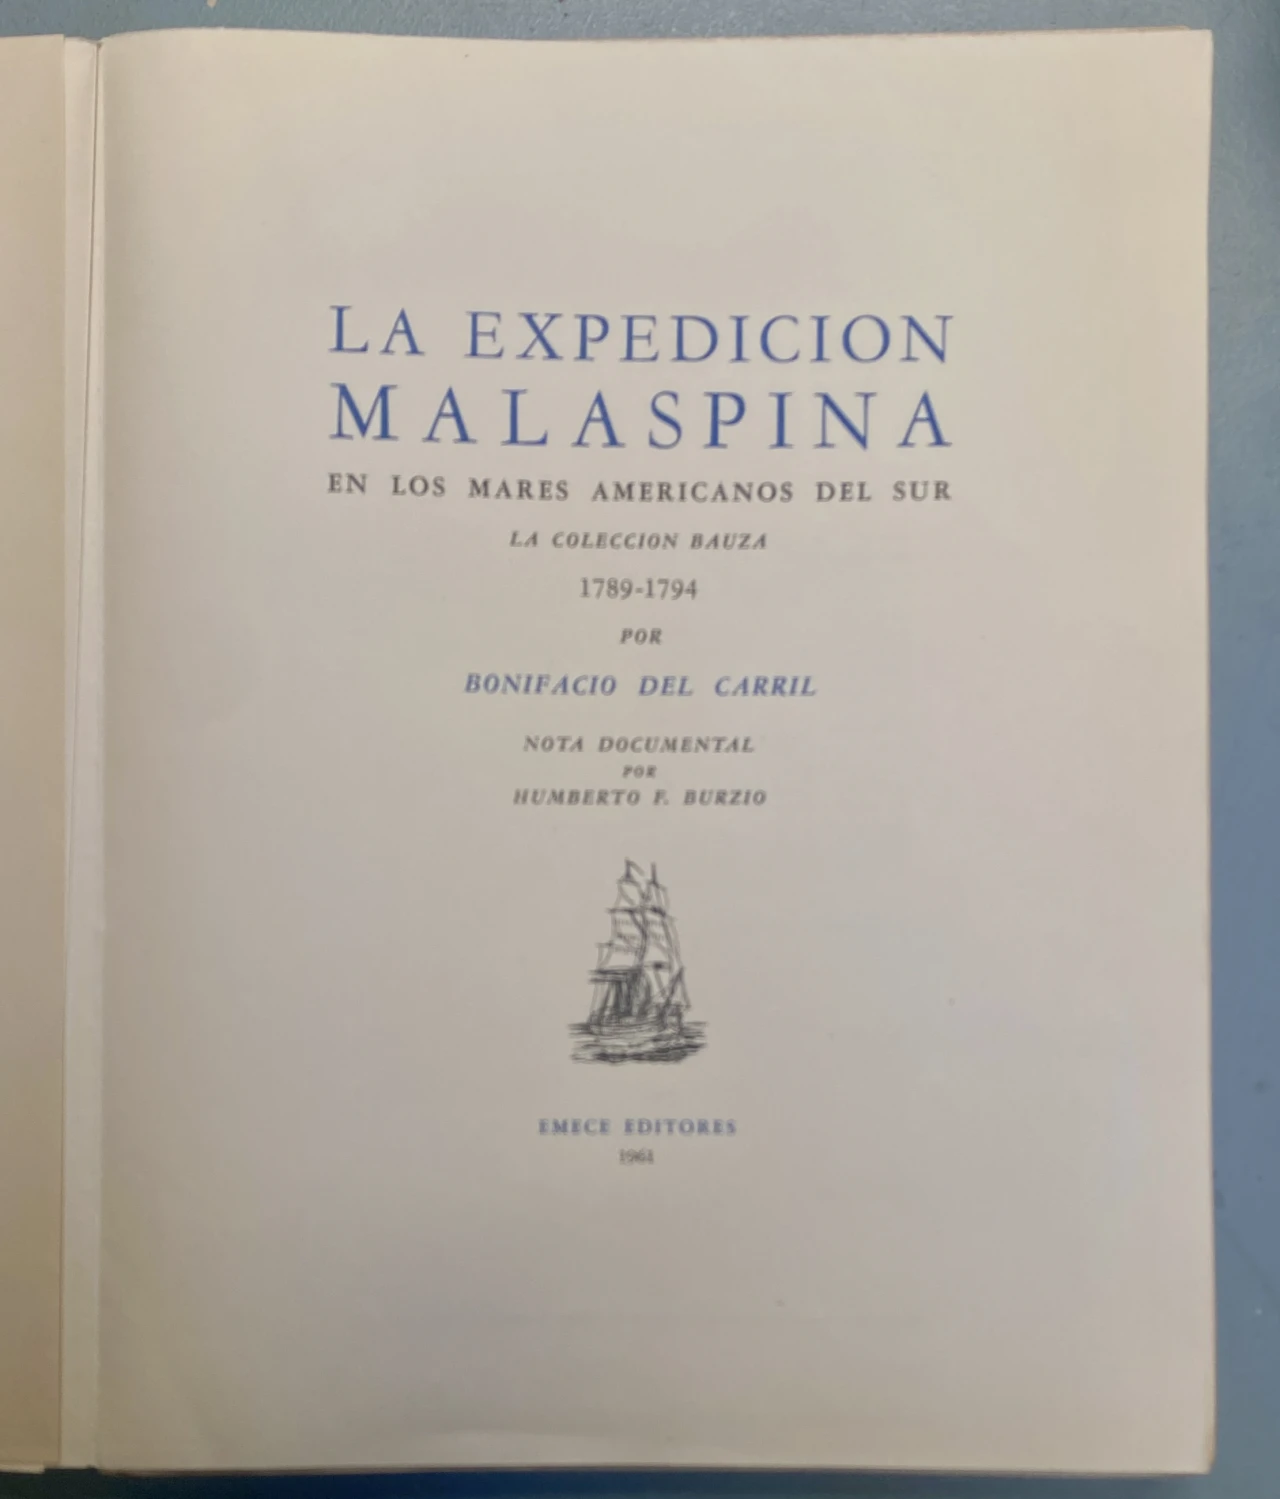 LA EXPEDICION
MALASPINA
EN LOS MARES AMERICANOS DEL SUR
LA COLECCION BAUZA
1789-1794
POR
BONIFACIO DEL CARRIL
NOTA DOCUMENTAL
POR
HUMBERTO F. BURZIO
EMECE EDITORES
1961